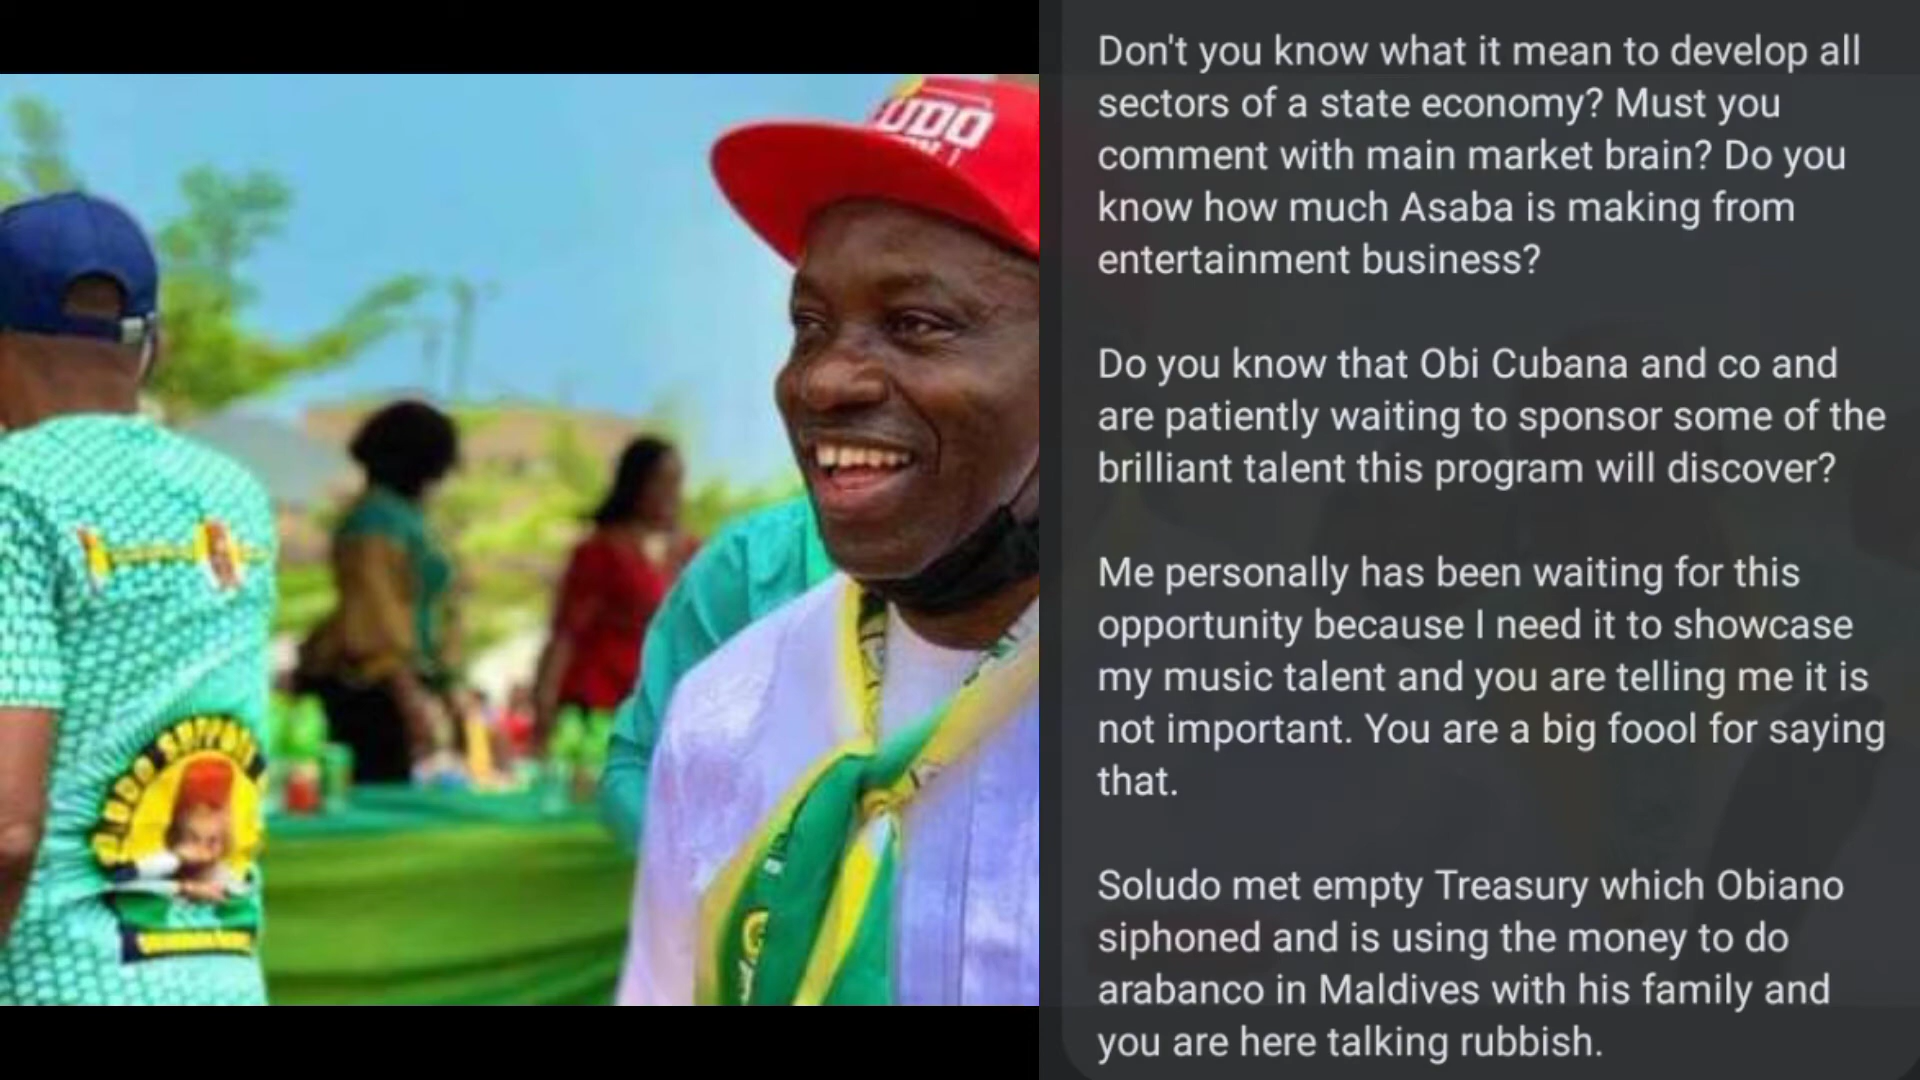 UDO
Don't you know what it mean to develop all
sectors of a state economy? Must you
comment with main market brain? Do you
know how much Asaba is making from
entertainment business?
Do you know that Obi Cubana and co and
are patiently waiting to sponsor some of the
brilliant talent this program will discover?
Me personally has been waiting for this
opportunity because I need it to showcase
my music talent and you are telling me it is
not important. You are a big foool for saying
that.
Soludo met empty Treasury which Obiano
siphoned and is using the money to do
arabanco in Maldives with his family and
you are here talking rubbish.